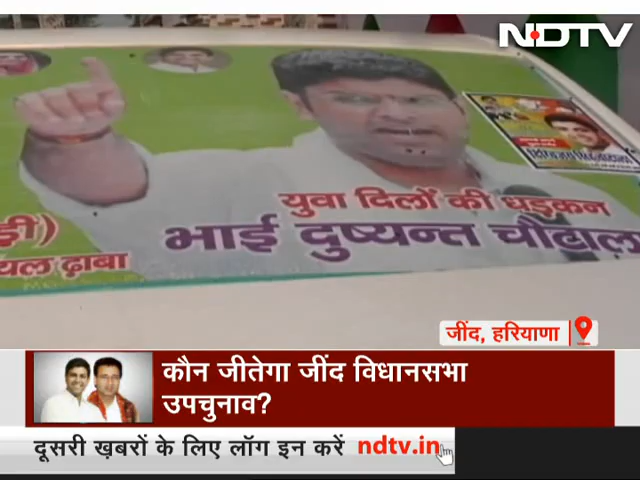 NDTV
युवा दिलों की धड़कन
भाई दुष्यन्त चौटाल
यल ढ़ाबा
जींद, हरियाणा
कौन जीतेगा जींद विधानसभा
उपचुनाव?
दूसरी ख़बरों के लिए लॉग इन करें ndtv.in